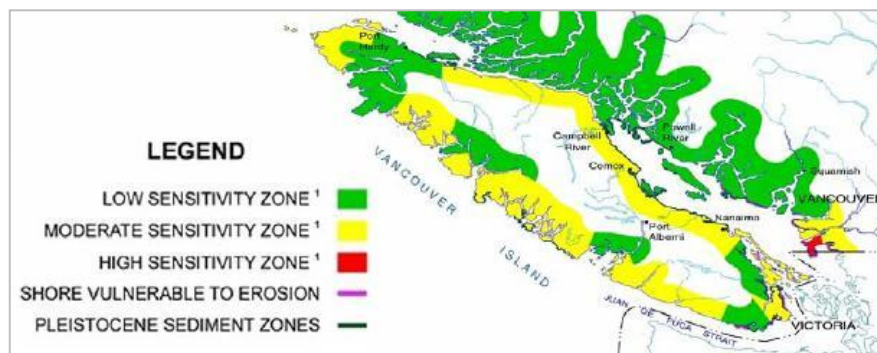 Port
Hardy
Campbell
River
Powell
River
Comox
Squamish
VANCOUVER
Nanaimo
Port
Alberni
VANCOUVER
ISLAND
JUAN DE FUCA STRAIT
VICTORIA
LEGEND
LOW SENSITIVITY ZONE ¹
MODERATE SENSITIVITY ZONE ¹
HIGH SENSITIVITY ZONE ¹
SHORE VULNERABLE TO EROSION
PLEISTOCENE SEDIMENT ZONES